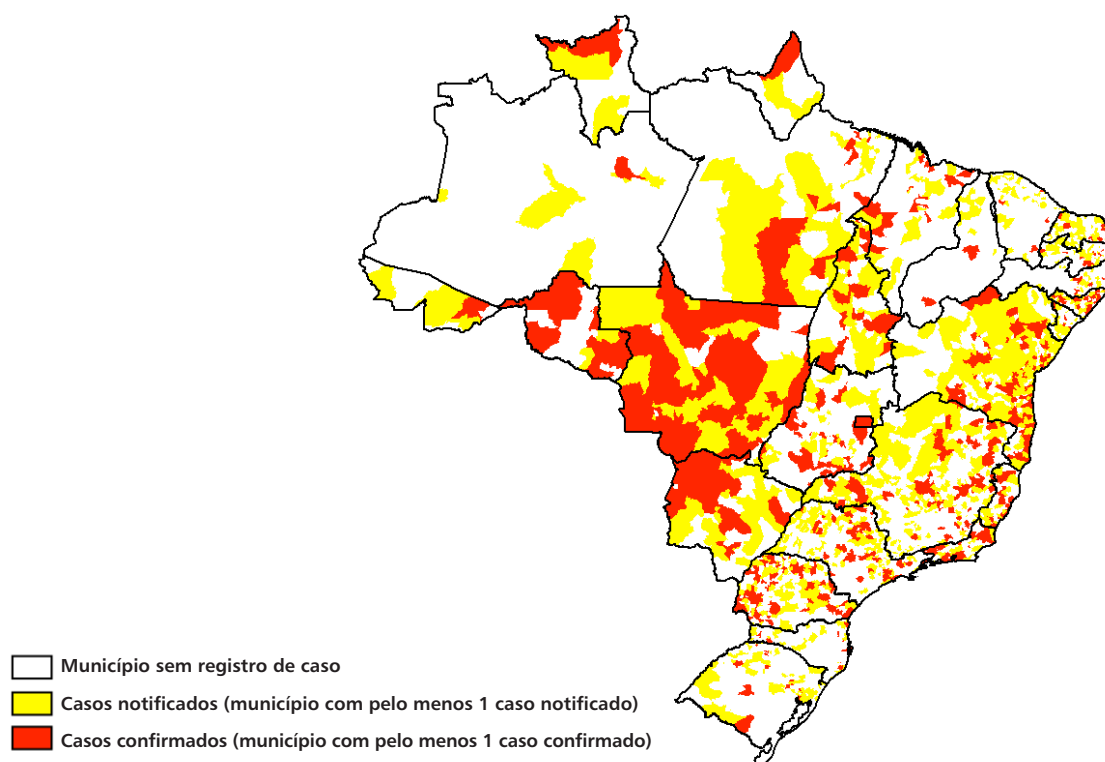 Município sem registro de caso
Casos notificados (município com pelo menos 1 caso notificado)
Casos confirmados (município com pelo menos 1 caso confirmado)